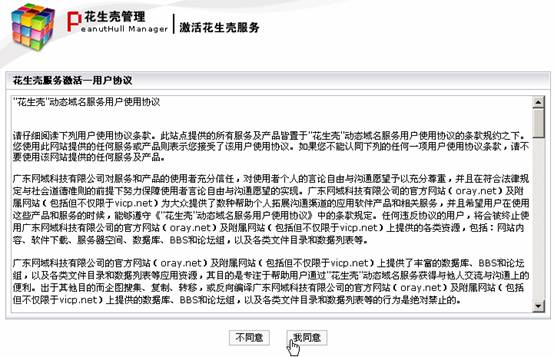 花生壳管理
PeanutHull Manager
激活花生壳服务
花生壳服务激活—用户协议
"花生壳"动态域名服务用户使用协议
请仔细阅读下列用户使用协议条款。此站点提供的所有服务及产品皆置于"花生壳"动态域名服务用户使用协议的条款规约之下。
您使用此网站提供的任何服务或产品则表示您接受了该用户使用协议。如果您不能认同下列的任何一项用户使用协议条款，请不
要使用该网站提供的任何服务及产品。
广东网域科技有限公司对服务和产品的使用者充分信任，对使用者个人的言论自由与沟通愿望予以充分尊重，并且在符合法律规
定与社会道德准则的前提下努力保障使用者言论自由与沟通愿望的实现。广东网域科技有限公司的官方网站(oray.net)及附
属网站(包括但不仅限于vicp.net)为大众提供了数种帮助个人拓展沟通渠道的应用软件产品和相关服务，并且希望用户在使用
这些产品和服务的时候，能够遵守《"花生壳"动态域名服务用户使用协议》中的条款规定。任何违反协议的用户，将会被终止使
用广东网域科技有限公司的官方网站(oray.net)及附属网站(包括但不仅限于vicp.net)上提供的各类资源，包括：网站内
容、软件下载、服务器空间、数据库、BBS和论坛组，以及各类文件目录和数据列表等。
广东网域科技有限公司的官方网站(oray.net)及附属网站(包括但不仅限于vicp.net)上提供了丰富的数据库、BBS和论坛
组，以及各类文件目录和数据列表等应用资源，其目的是专注于帮助用户通过"花生壳"动态域名服务获得与他人交流与沟通上的
便利。出于其他目的而企图搜集、复制、转移，或反向编译广东网域科技有限公司的官方网站(oray.net)及附属网站(包括
但不仅限于vicp.net)上提供的数据库、BBS和论坛组，以及各类文件目录和数据列表等的行为是绝对禁止的。
不同意
我同意